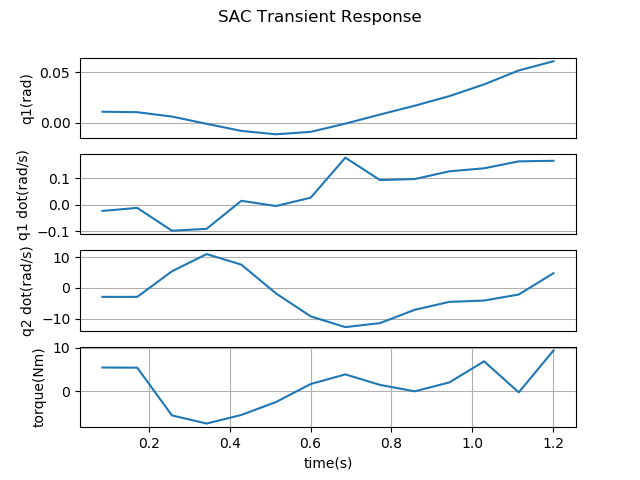 SAC Transient Response
q1(rad)
0.05
0.00
q1 dot(rad/s)
0.1
0.0
−0.1
q2 dot(rad/s)
10
0
−10
torque(Nm)
10
0
0.2 0.4 0.6 0.8 1.0 1.2
time(s)